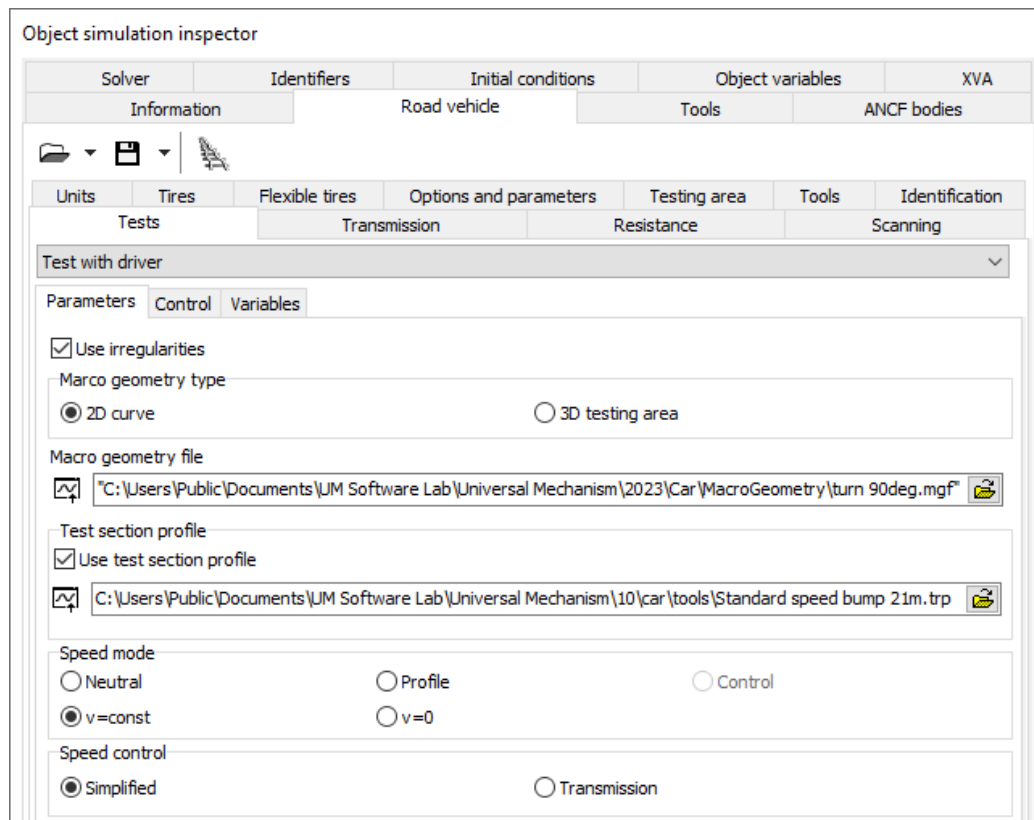 Object simulation inspector
Solver Identifiers Initial conditions Object variables XVA
Information Road vehicle Tools ANCF bodies
Units Tires Flexible tires Options and parameters Testing area Tools Identification
Tests Transmission Resistance Scanning
Test with driver
Parameters Control Variables
Use irregularities
Marco geometry type
2D curve 3D testing area
Macro geometry file
"C:\Users\Public\Documents\UM Software Lab\Universal Mechanism\2023\Car\MacroGeometry\turn 90deg.mgf"
Test section profile
Use test section profile
C:\Users\Public\Documents\UM Software Lab\Universal Mechanism\10\car\tools\Standard speed bump 21m.trp
Speed mode
Neutral Profile Control
v=const v=0
Speed control
Simplified Transmission